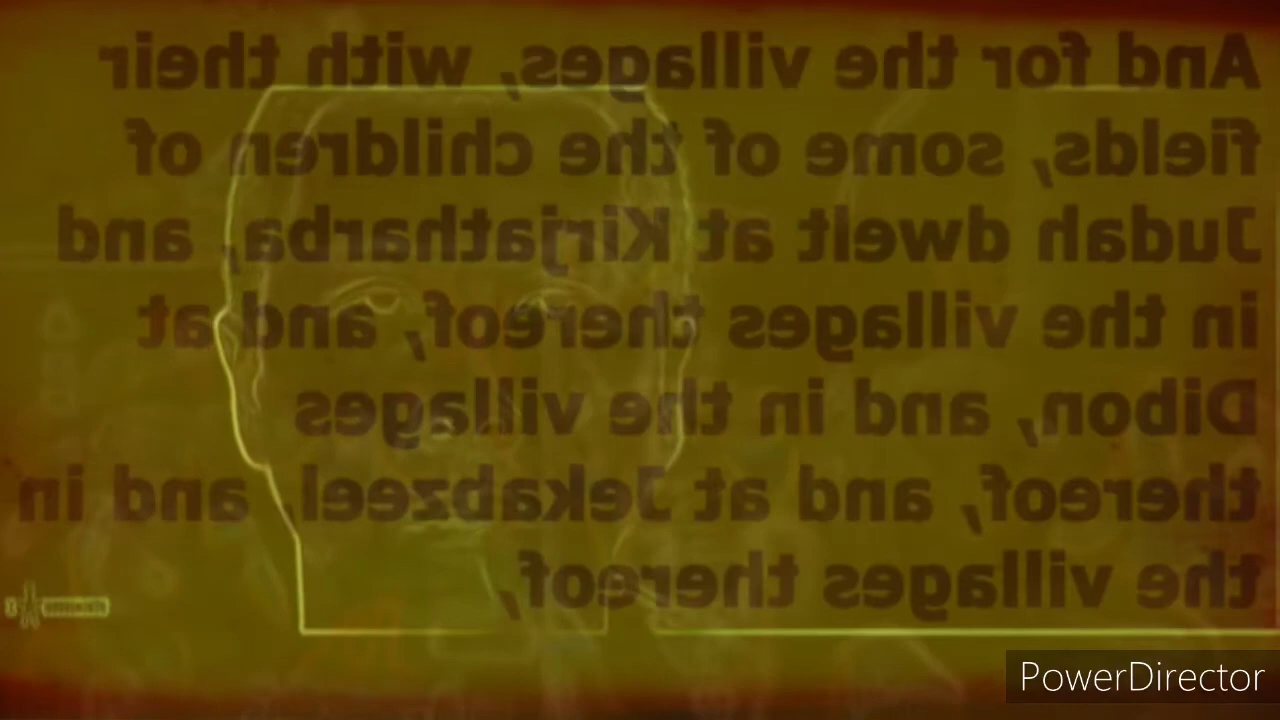 And for the villages, with their
fields, some of the children of
Judah dwelt at Kirjatharba, and
in the villages thereof, and at
Dibon, and in the villages
thereof, and at Jekabzeel, and in
the villages thereof,
PowerDirector